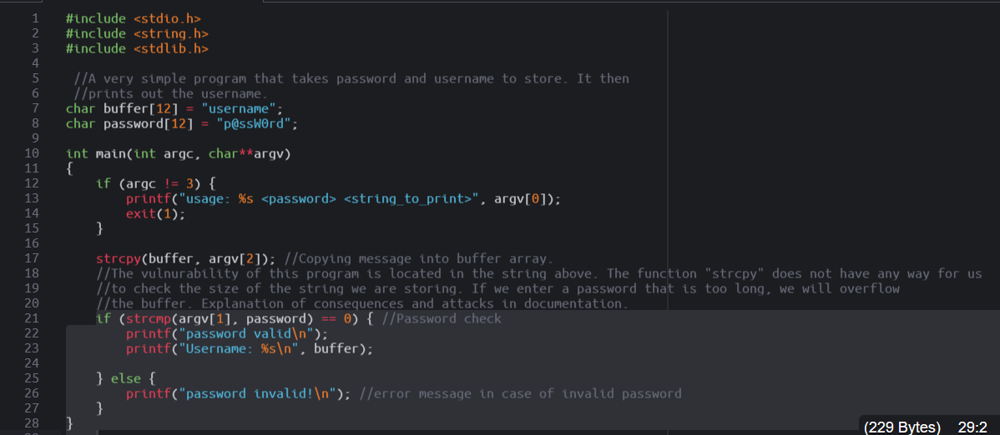 1 #include <stdio.h>
2 #include <string.h>
3 #include <stdlib.h>
4
5 //A very simple program that takes password and username to store. It then
6 //prints out the username.
7 char buffer[12] = "username";
8 char password[12] = "p@ssW0rd";
9
10 int main(int argc, char**argv)
11 {
12 if (argc != 3) {
13 printf("usage: %s <password> <string_to_print>", argv[0]);
14 exit(1);
15 }
16
17 strcpy(buffer, argv[2]); //Copying message into buffer array.
18 //The vulnurability of this program is located in the string above. The function "strcpy" does not have any way for us
19 //to check the size of the string we are storing. If we enter a password that is too long, we will overflow
20 //the buffer. Explanation of consequences and attacks in documentation.
21 if (strcmp(argv[1], password) == 0) { //Password check
22 printf("password valid\n");
23 printf("Username: %s\n", buffer);
24
25 } else {
26 printf("password invalid!\n"); //error message in case of invalid password
27 }
28 }
(229 Bytes) 29:2